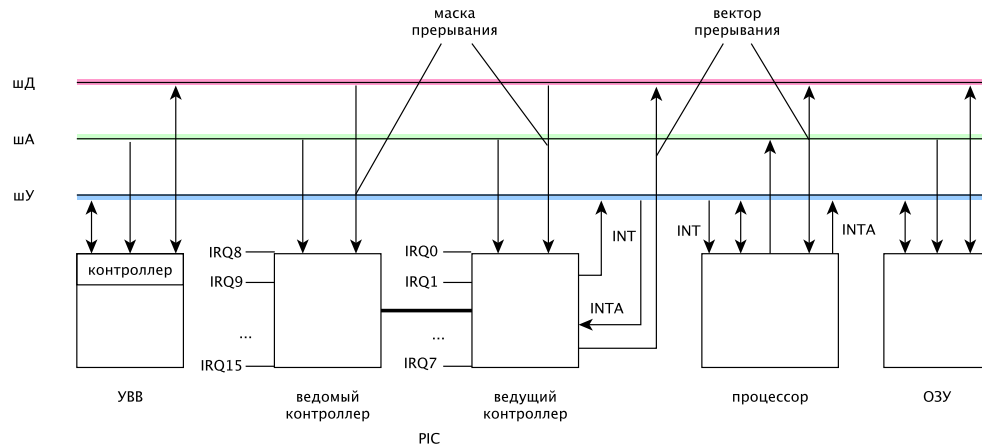 маска
прерывания
вектор
прерывания
шД
шА
шУ
INT
INT
INTA
контроллер
IRQ8
IRQ9
...
IRQ15
IRQ0
IRQ1
...
IRQ7
INTA
УВВ
ведомый
контроллер
ведущий
контроллер
процессор
ОЗУ
PIC